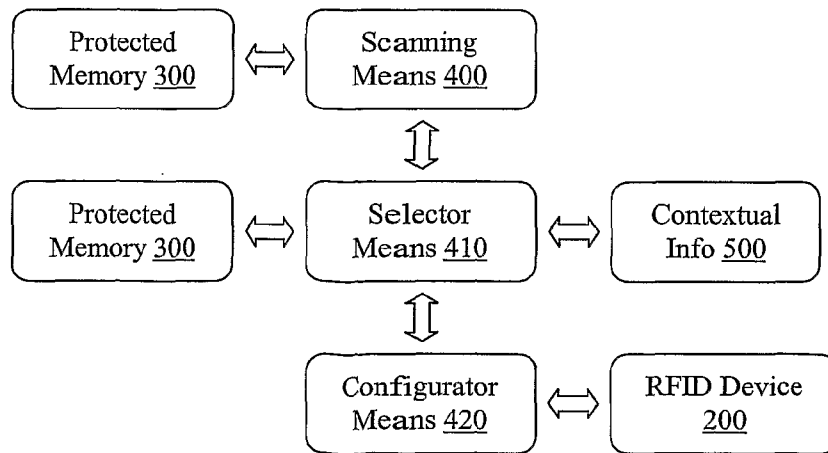 Protected
Memory 300
Scanning
Means 400
Protected
Memory 300
Selector
Means 410
Contextual
Info 500
Configurator
Means 420
RFID Device
200